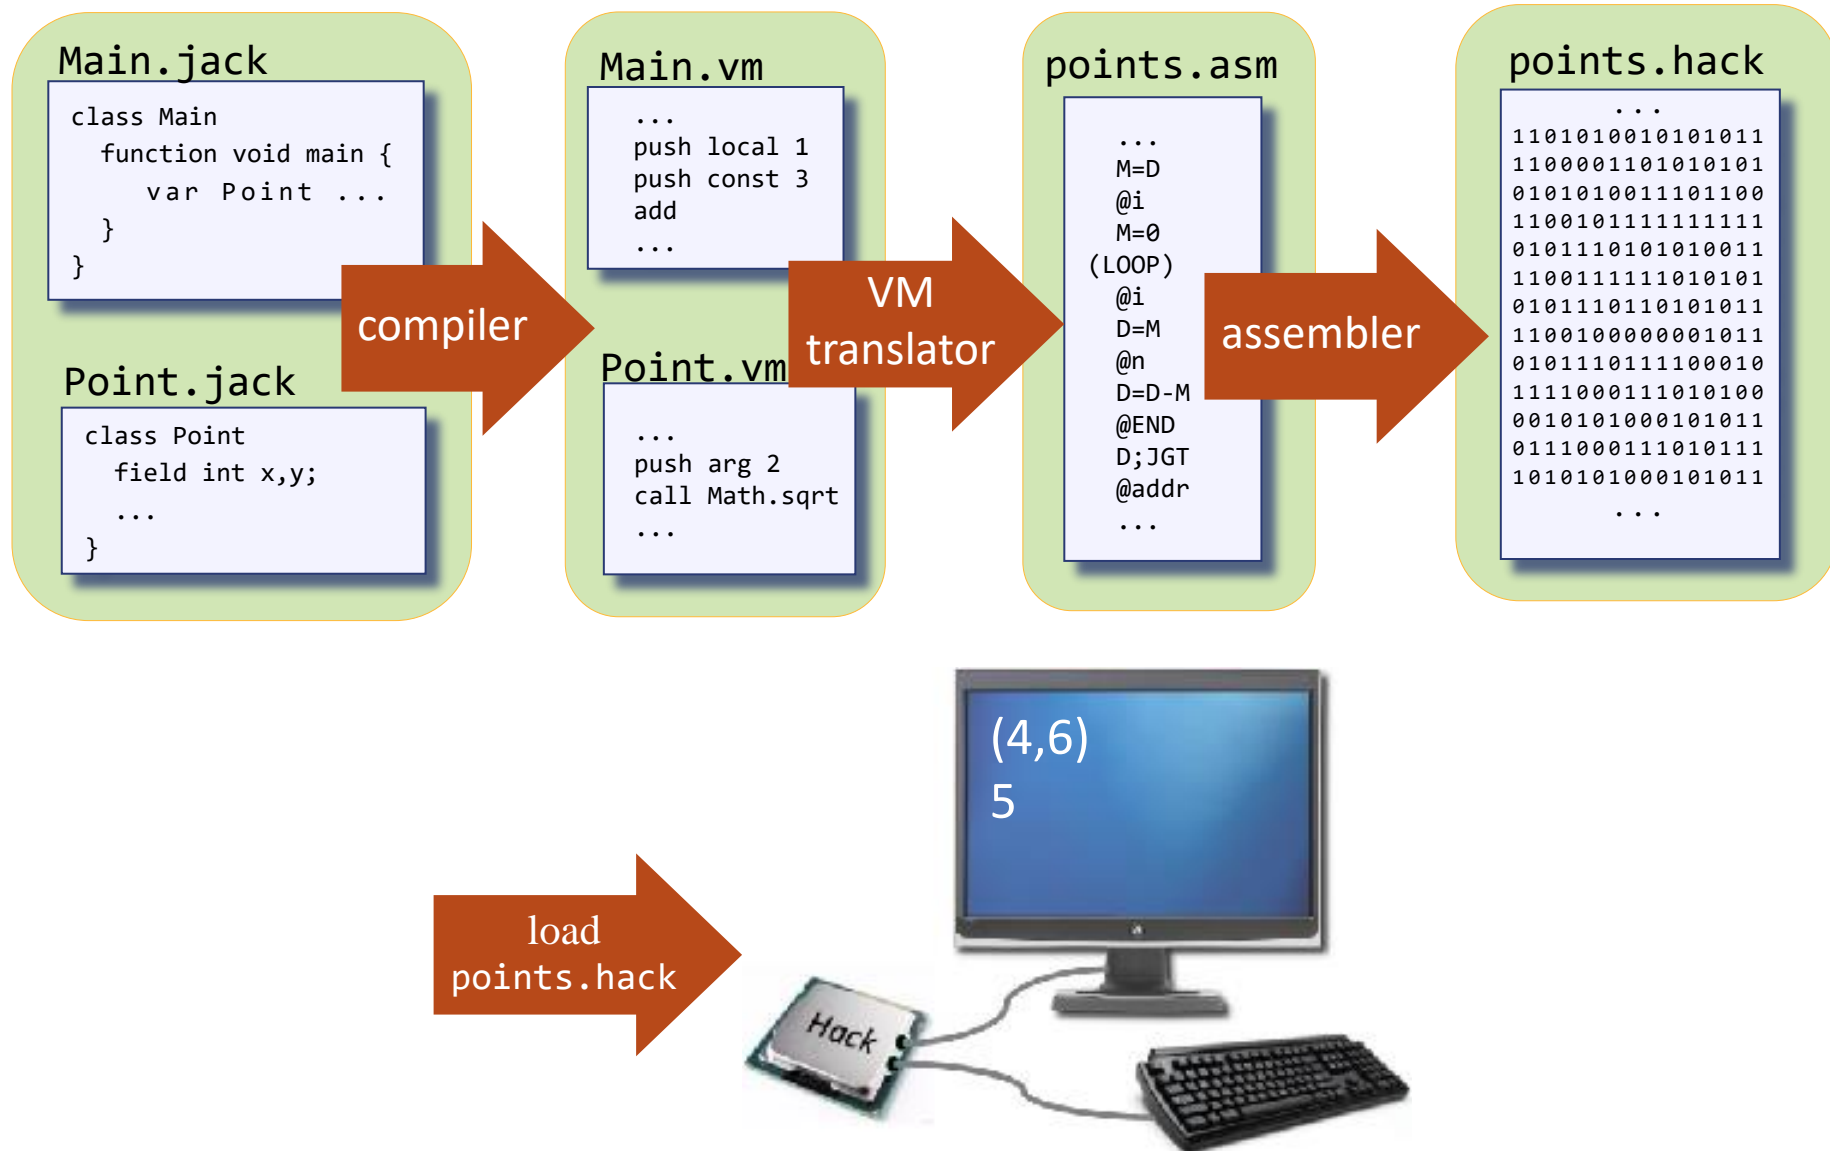 Main.jack
class Main
function void main {
var Point ...
}
}
Point.jack
class Point
field int x,y;
...
}
compiler
Main.vm
...
push local 1
push const 3
add
...
Point.vm
...
push arg 2
call Math.sqrt
...
VM
translator
points.asm
...
M=D
@i
M=0
(LOOP)
@i
D=M
@n
D=D-M
@END
D;JGT
@addr
...
assembler
points.hack
...
1101010010101011
1100001101010101
0101010011101100
1100101111111111
0101110101010011
1100111111010101
0101110110101011
1100100000001011
0101110111100010
1111000111010100
0010101000101011
0111000111010111
1010101000101011
...
load
points.hack
(4,6)
5
Hack